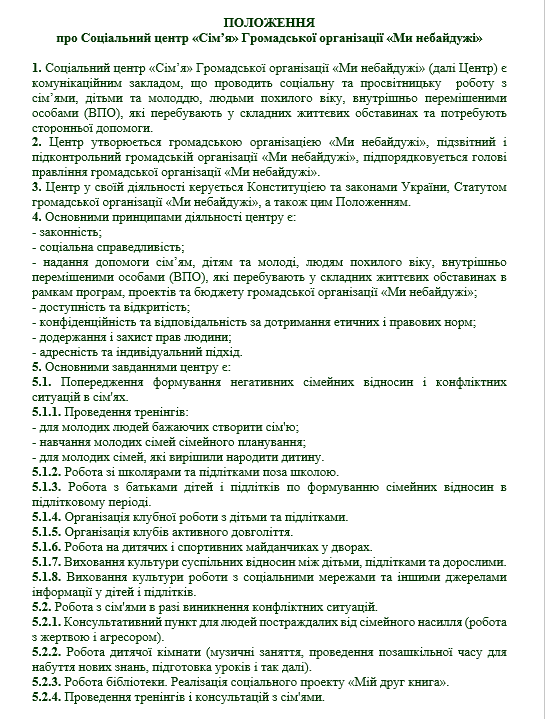 ПОЛОЖЕННЯ
про Соціальний центр «Сім’я» Громадської організації «Ми небайдужі»
1. Соціальний центр «Сім’я» Громадської організації «Ми небайдужі» (далі Центр) є
комунікаційним закладом, що проводить соціальну та просвітницьку роботу з
сім’ями, дітьми та молоддю, людьми похилого віку, внутрішньо переміщеними
особами (ВПО), які перебувають у складних життєвих обставинах та потребують
сторонньої допомоги.
2. Центр утворюється громадською організацією «Ми небайдужі», підзвітний і
підконтрольний громадській організації «Ми небайдужі», підпорядковується голові
правління громадської організації «Ми небайдужі».
3. Центр у своїй діяльності керується Конституцією та законами України, Статутом
громадської організації «Ми небайдужі», а також цим Положенням.
4. Основними принципами діяльності центру є:
- законність;
- соціальна справедливість;
- надання допомоги сім’ям, дітям та молоді, людям похилого віку, внутрішньо
переміщеними особами (ВПО), які перебувають у складних життєвих обставинах в
рамкам програм, проектів та бюджету громадської організації «Ми небайдужі»;
- доступність та відкритість;
- конфіденційність та відповідальність за дотримання етичних і правових норм;
- додержання і захист прав людини;
- адресність та індивідуальний підхід.
5. Основними завданнями центру є:
5.1. Попередження формування негативних сімейних відносин і конфліктних
ситуацій в сім'ях.
5.1.1. Проведення тренінгів:
- для молодих людей бажаючих створити сім'ю;
- навчання молодих сімей сімейного планування;
- для молодих сімей, які вирішили народити дитину.
5.1.2. Робота зі школярами та підлітками поза школою.
5.1.3. Робота з батьками дітей і підлітків по формуванню сімейних відносин в
підлітковому періоді.
5.1.4. Організація клубної роботи з дітьми та підлітками.
5.1.5. Організація клубів активного довголіття.
5.1.6. Робота на дитячих і спортивних майданчиках у дворах.
5.1.7. Виховання культури суспільних відносин між дітьми, підлітками та дорослими.
5.1.8. Виховання культури роботи з соціальними мережами та іншими джерелами
інформації у дітей і підлітків.
5.2. Робота з сім'ями в разі виникнення конфліктних ситуацій.
5.2.1. Консультативний пункт для людей постраждалих від сімейного насилля (робота
з жертвою і агресором).
5.2.2. Робота дитячої кімнати (музичні заняття, проведення позашкільної часу для
набуття нових знань, підготовка уроків і так далі).
5.2.3. Робота бібліотеки. Реалізація соціального проекту «Мій друг книга».
5.2.4. Проведення тренінгів і консультацій з сім'ями.